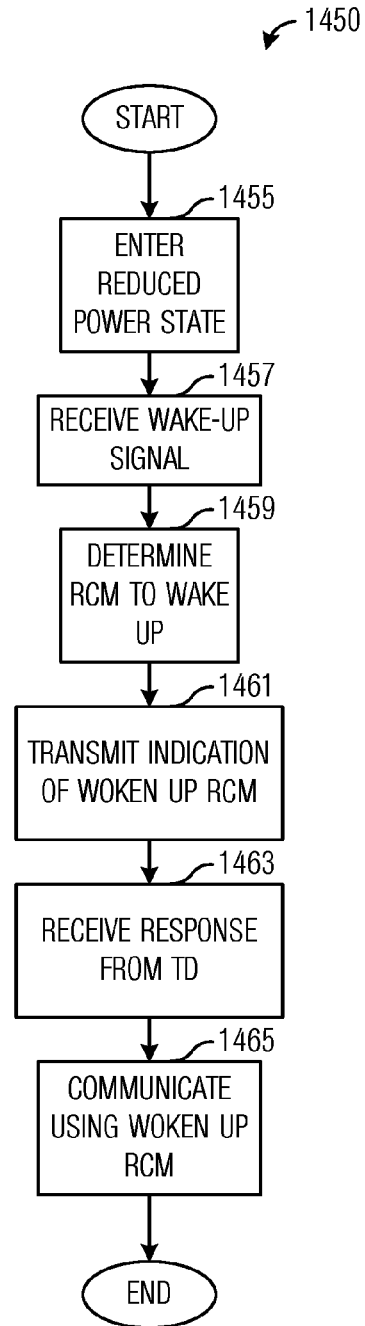 1450
START
1455
ENTER
REDUCED
POWER STATE
1457
RECEIVE WAKE-UP
SIGNAL
1459
DETERMINE
RCM TO WAKE
UP
1461
TRANSMIT INDICATION
OF WOKEN UP RCM
1463
RECEIVE RESPONSE
FROM TD
1465
COMMUNICATE
USING WOKEN UP
RCM
END